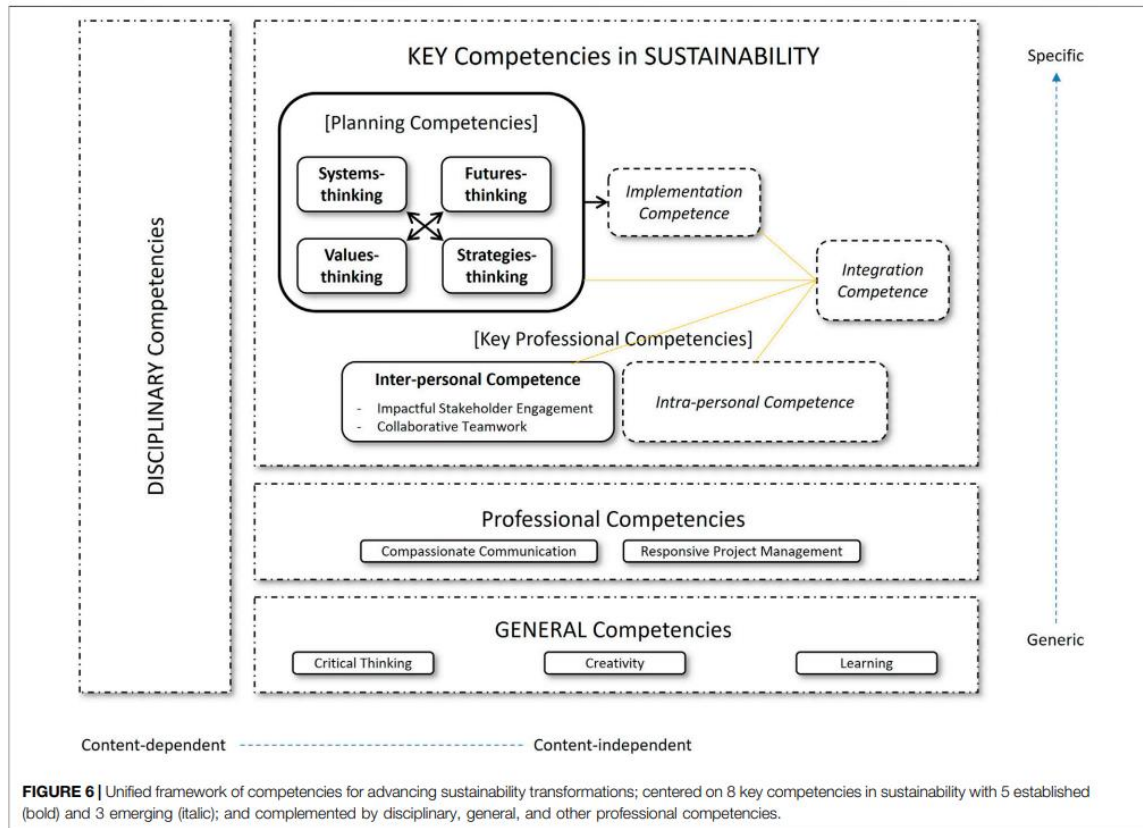 DISCIPLINARY Competencies
KEY Competencies in SUSTAINABILITY
Specific
[Planning Competencies]
Systems-
thinking
Futures-
thinking
Values-
thinking
Strategies-
thinking
Implementation
Competence
Integration
Competence
[Key Professional Competencies]
Inter-personal Competence
- Impactful Stakeholder Engagement
- Collaborative Teamwork
Intra-personal Competence
Professional Competencies
Compassionate Communication
Responsive Project Management
GENERAL Competencies
Critical Thinking
Creativity
Learning
Generic
Content-dependent
Content-independent
FIGURE 6 | Unified framework of competencies for advancing sustainability transformations; centered on 8 key competencies in sustainability with 5 established
(bold) and 3 emerging (italic); and complemented by disciplinary, general, and other professional competencies.